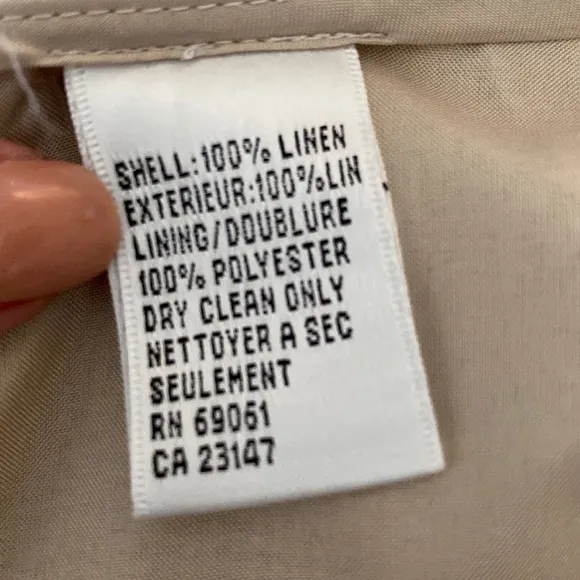 SHELL:100% LINEN
EXTERIEUR:100%LIN
LINING/DOUBLURE
100% POLYESTER
DRY CLEAN ONLY
NETTOYER A SEC
SEULEMENT
RN 69061
CA 23147